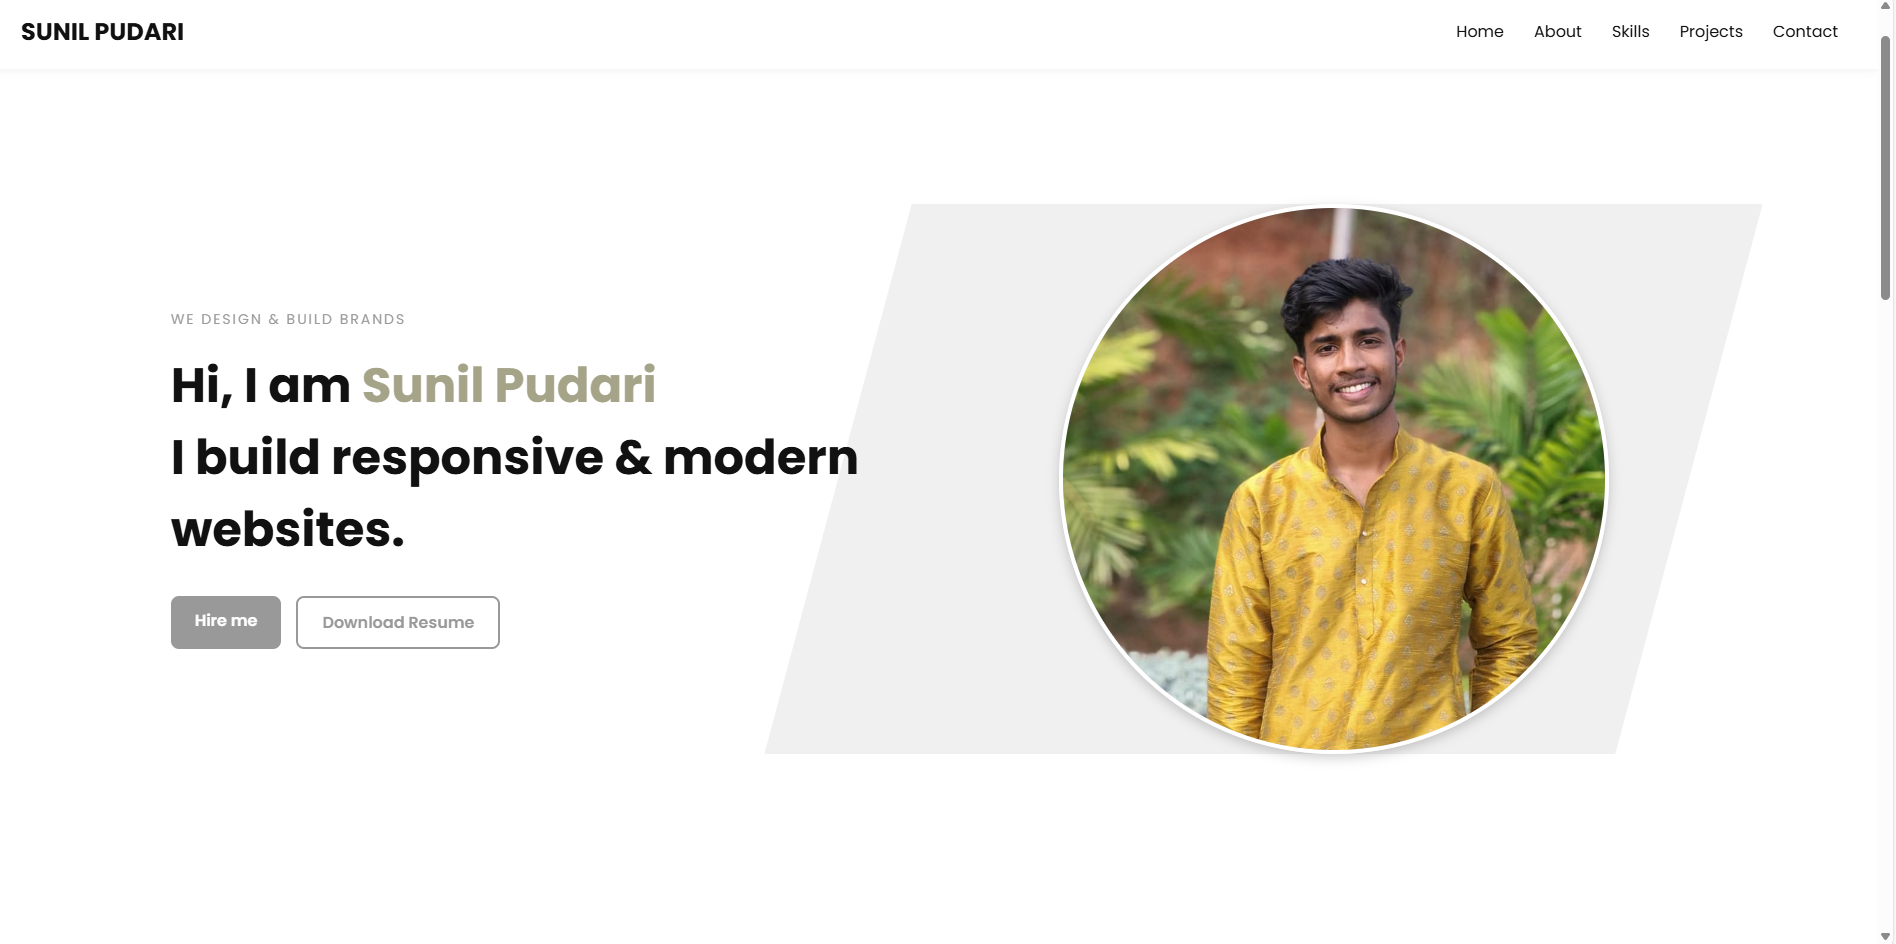 SUNIL PUDARI
Home About Skills Projects Contact
WE DESIGN & BUILD BRANDS
Hi, I am Sunil Pudari
I build responsive & modern
websites.
Hire me
Download Resume